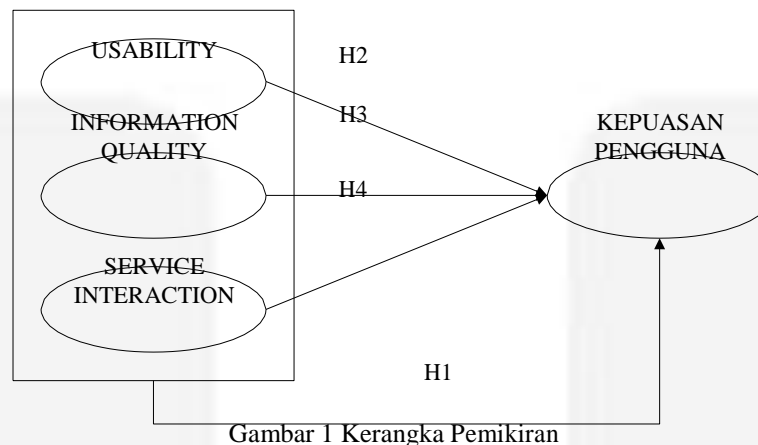 USABILITY
H2
H3
INFORMATION
QUALITY
KEPUASAN
PENGGUNA
H4
SERVICE
INTERACTION
H1
Gambar 1 Kerangka Pemikiran